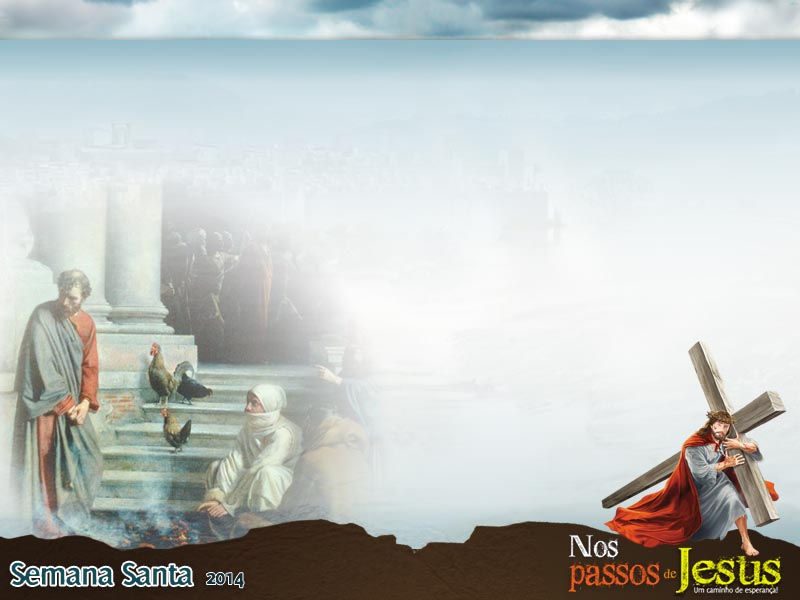 Semana Santa 2014
Nos
passos de Jesus
Um caminho de esperança!